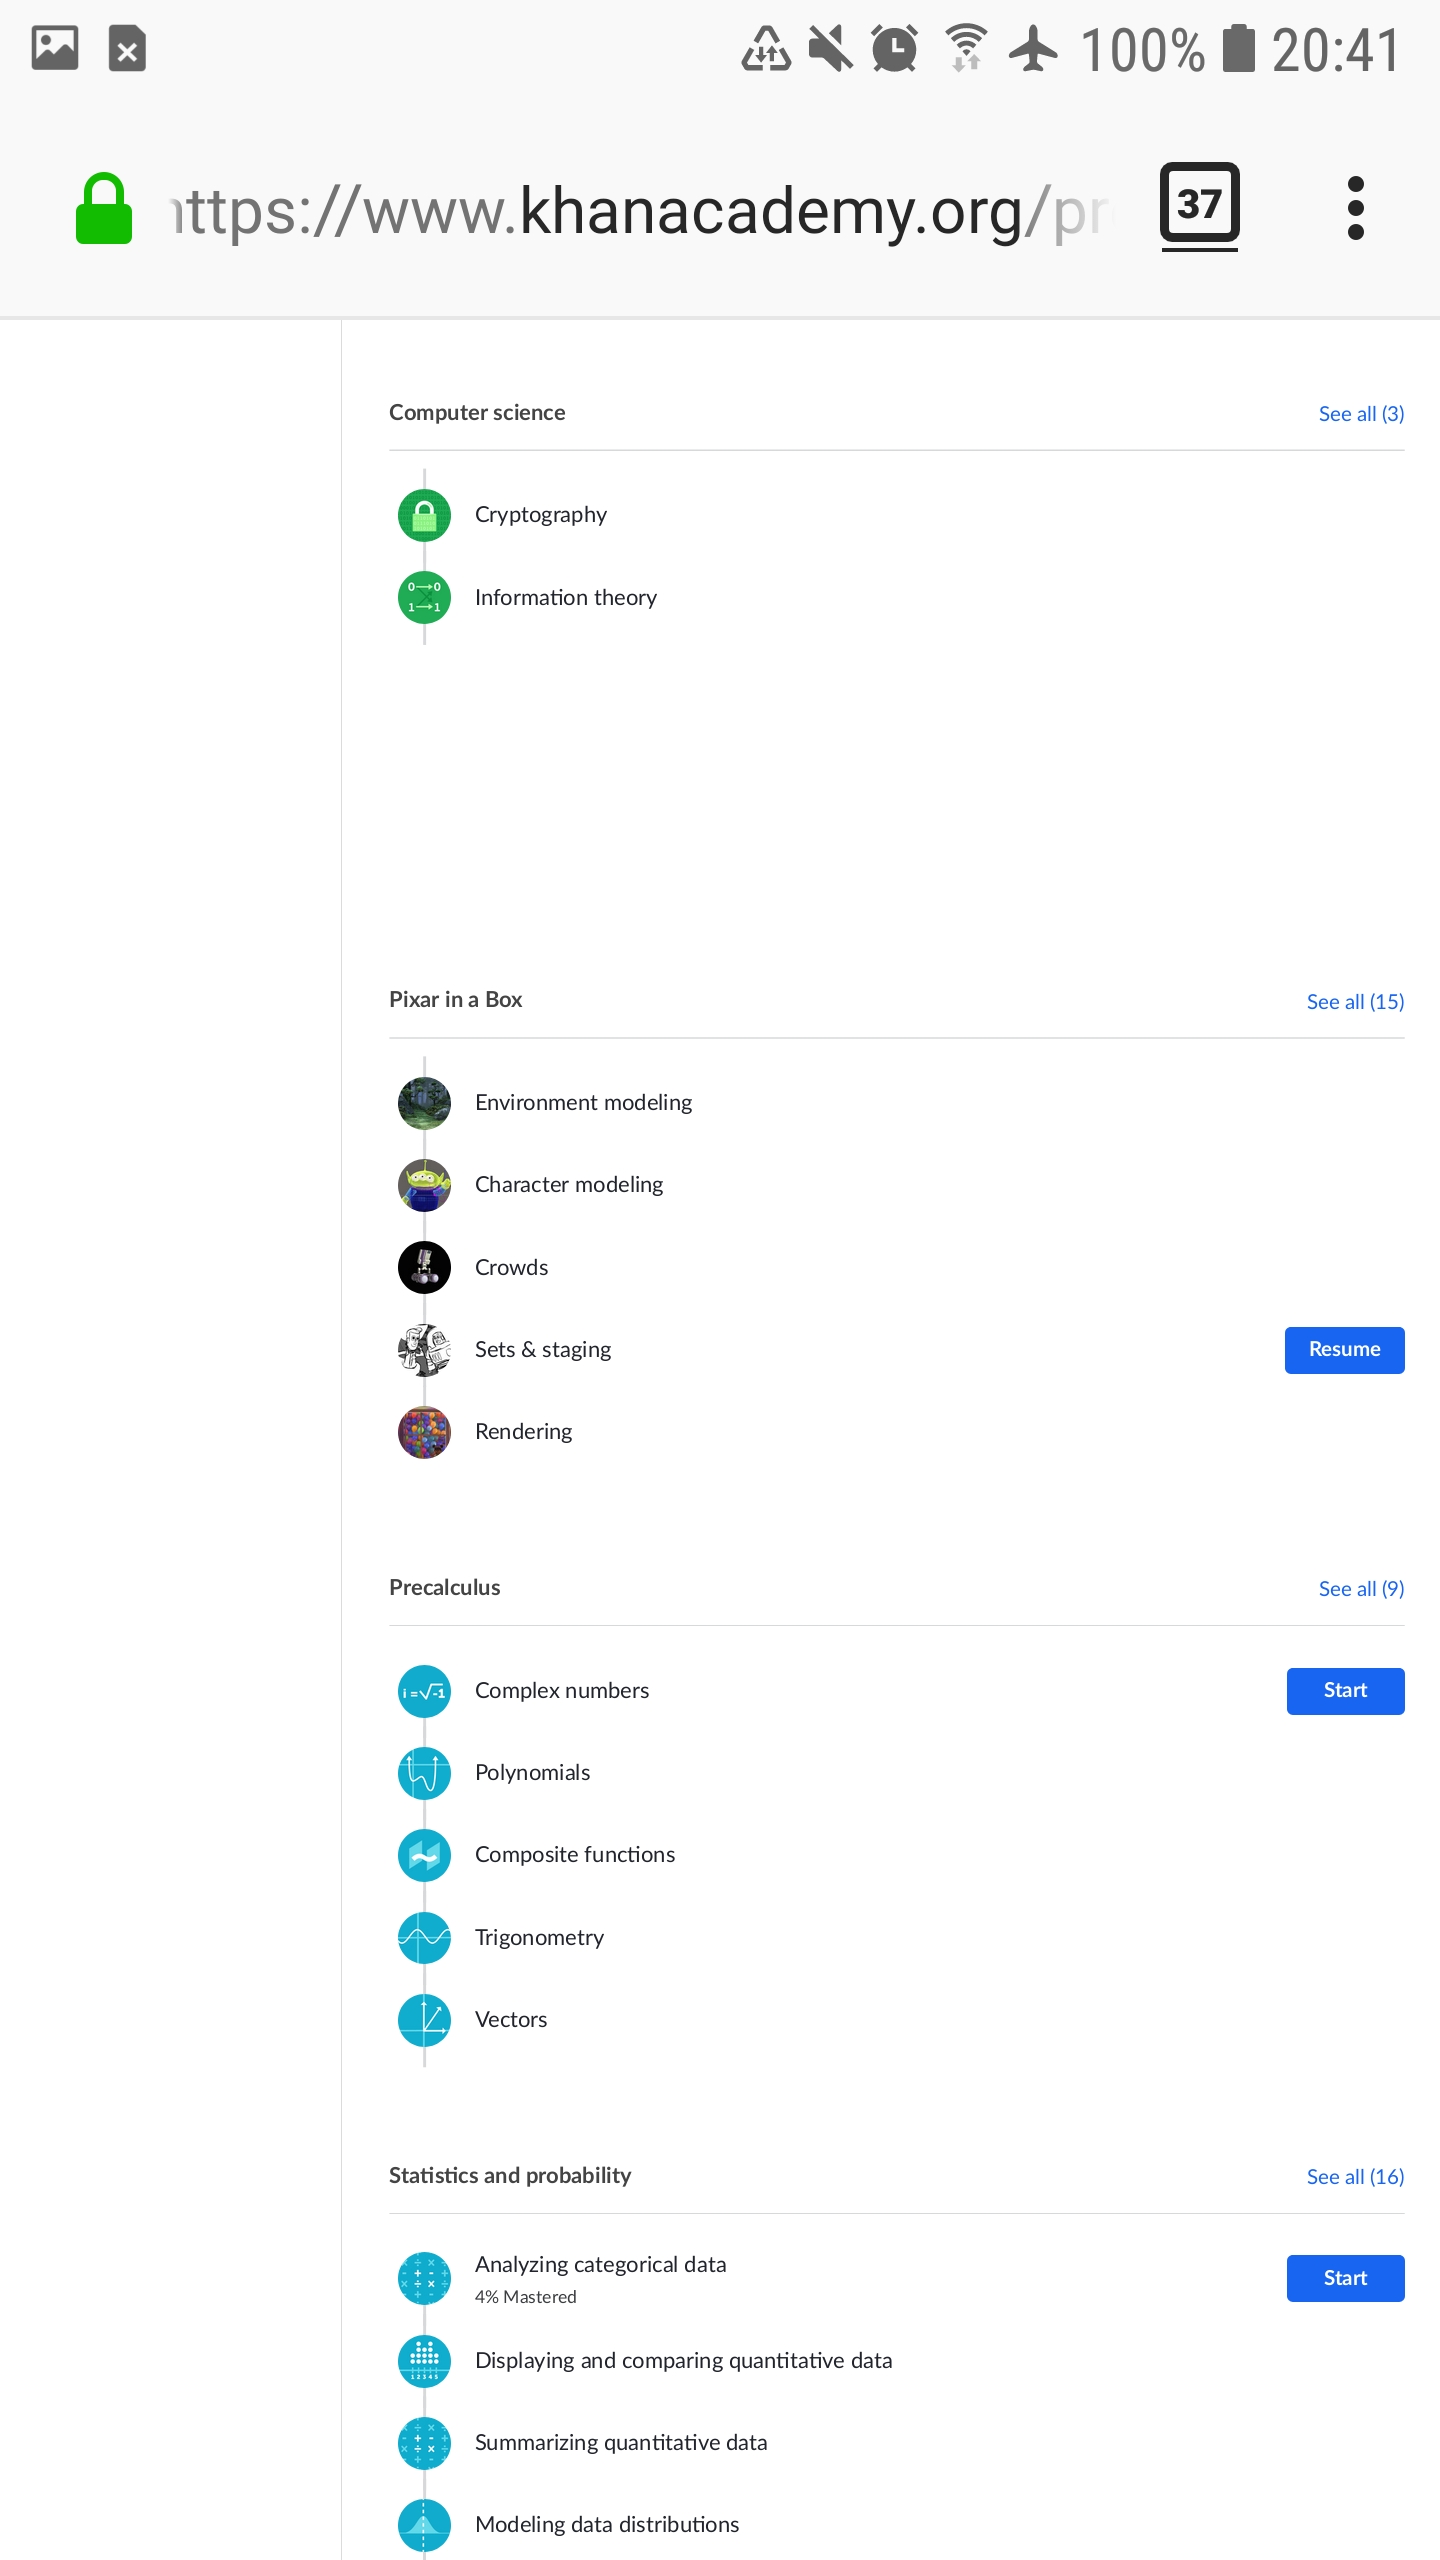 100% 20:41
https://www.khanacademy.org/pr
37
Computer science See all (3)
Cryptography
Information theory
Pixar in a Box See all (15)
Environment modeling
Character modeling
Crowds
Sets & staging Resume
Rendering
Precalculus See all (9)
i = √-1 Complex numbers Start
Polynomials
Composite functions
Trigonometry
Vectors
Statistics and probability See all (16)
Analyzing categorical data Start
4% Mastered
Displaying and comparing quantitative data
Summarizing quantitative data
Modeling data distributions